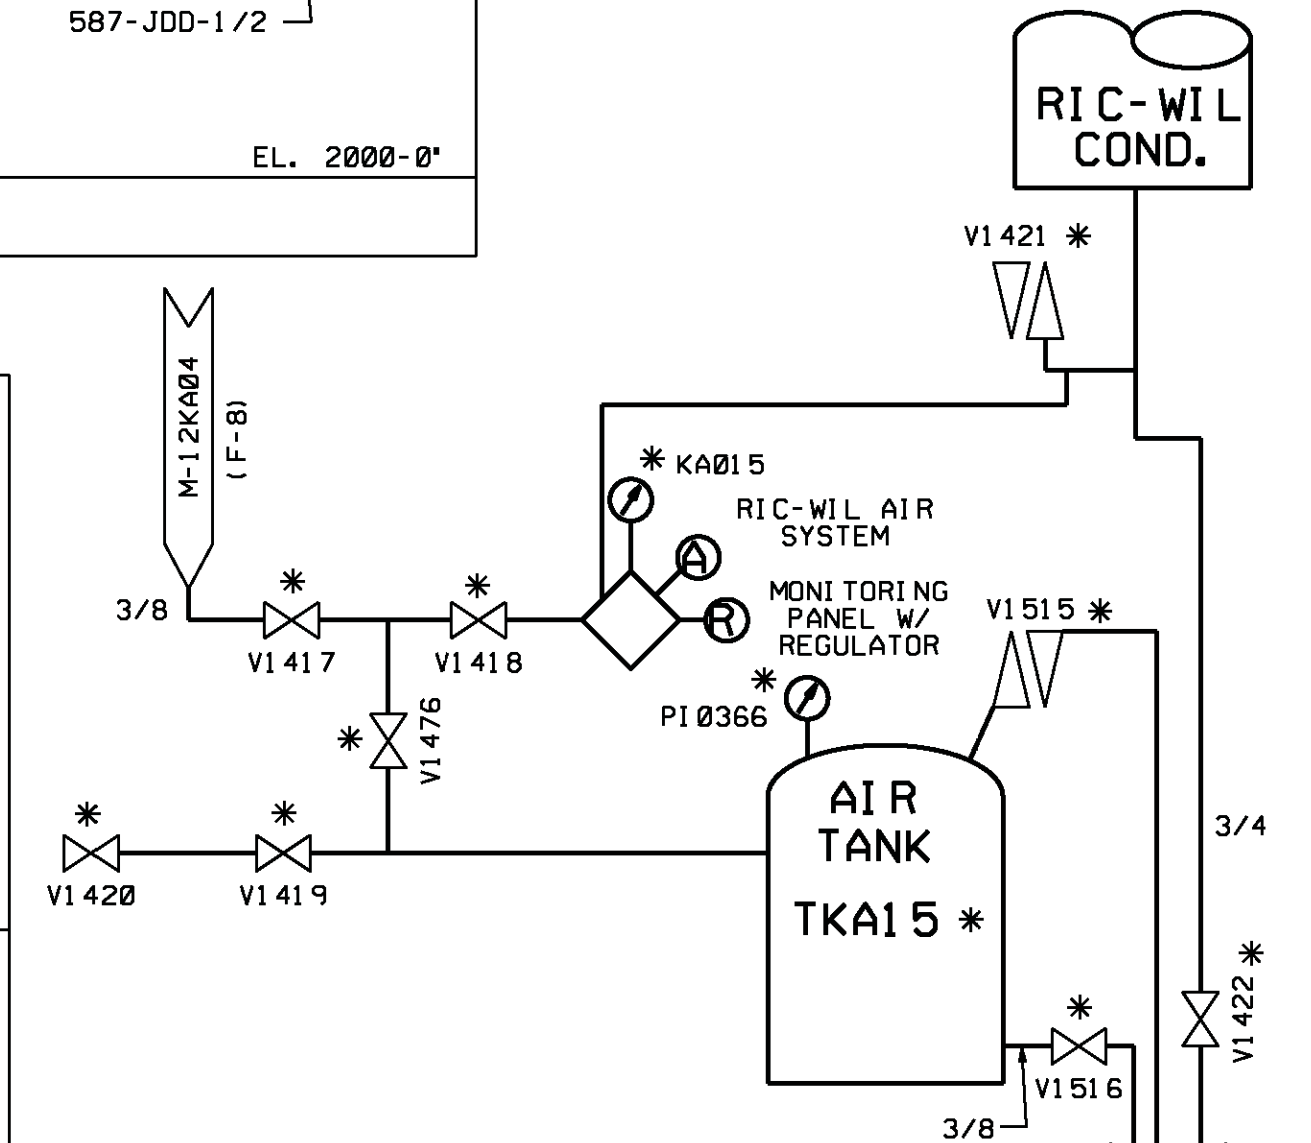 587-JDD-1/2
RIC-WIL
COND.
EL. 2000-0"
V1421 *
M-12KA04
(F-8)
* KA015
RIC-WIL AIR
SYSTEM
A
MONITORING
PANEL W/
REGULATOR
R
3/8
*
V1417
*
V1418
V1515 *
*
PI0366
*
V1476
AIR
TANK
TKA15 *
3/4
*
V1420
*
V1419
*
V1422
*
V1516
3/8